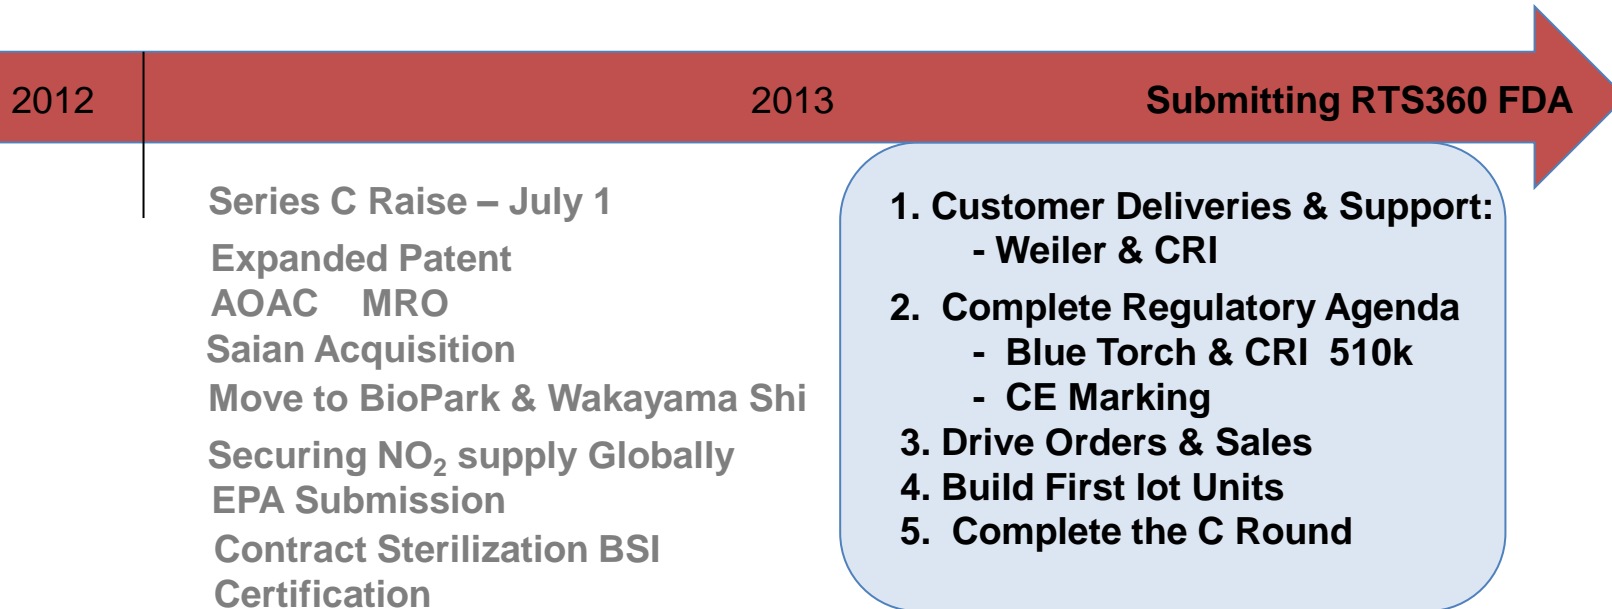 2012
2013
Submitting RTS360 FDA
Series C Raise – July 1
Expanded Patent
AOAC MRO
Saian Acquisition
Move to BioPark & Wakayama Shi
Securing NO₂ supply Globally
EPA Submission
Contract Sterilization BSI
Certification
1. Customer Deliveries & Support:
- Weiler & CRI
2. Complete Regulatory Agenda
- Blue Torch & CRI 510k
- CE Marking
3. Drive Orders & Sales
4. Build First lot Units
5. Complete the C Round